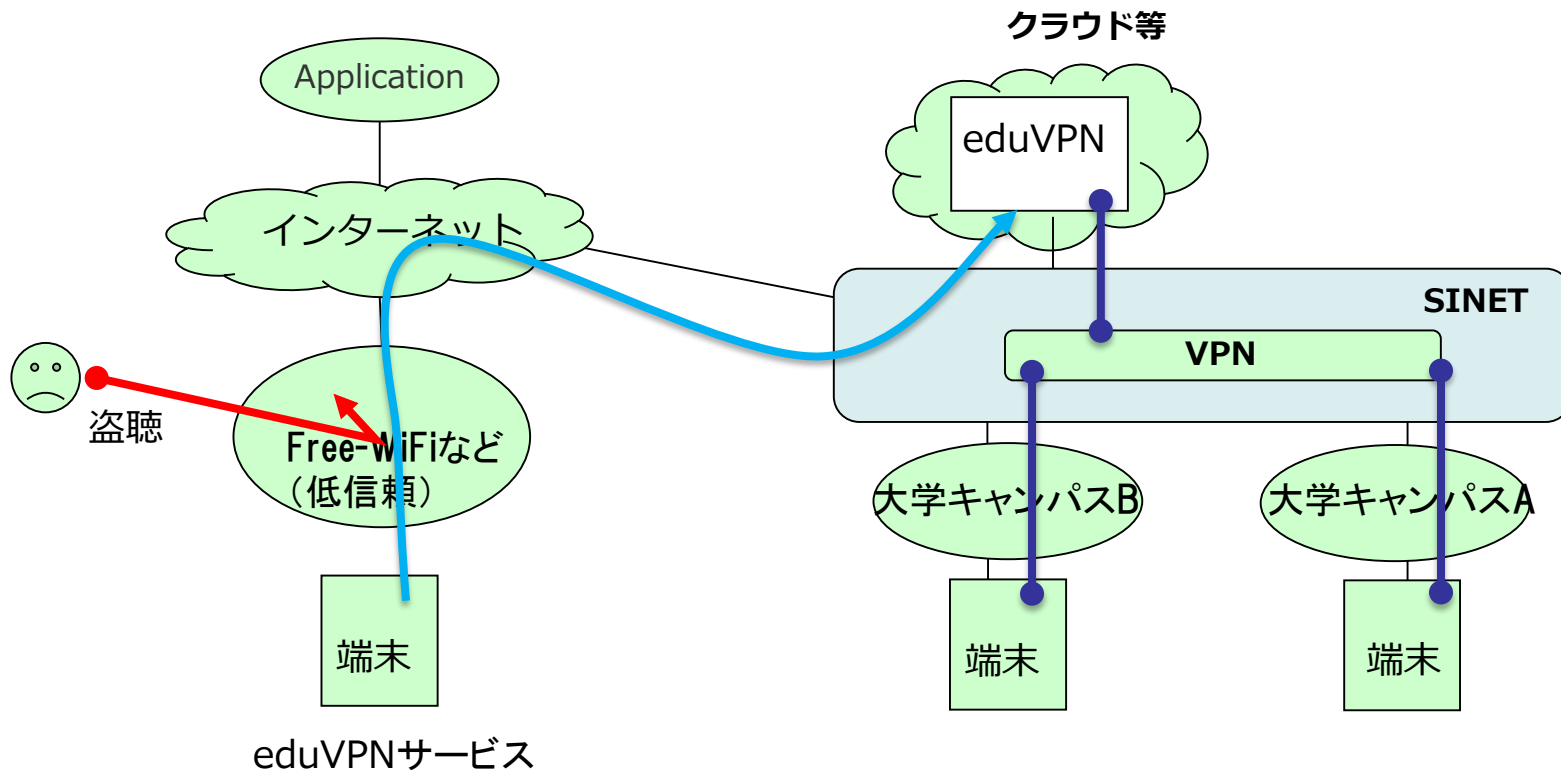 クラウド等
Application
eduVPN
インターネット
SINET
VPN
盗聴
Free-WiFiなど
（低信頼）
大学キャンパスB
大学キャンパスA
端末
端末
端末
eduVPNサービス